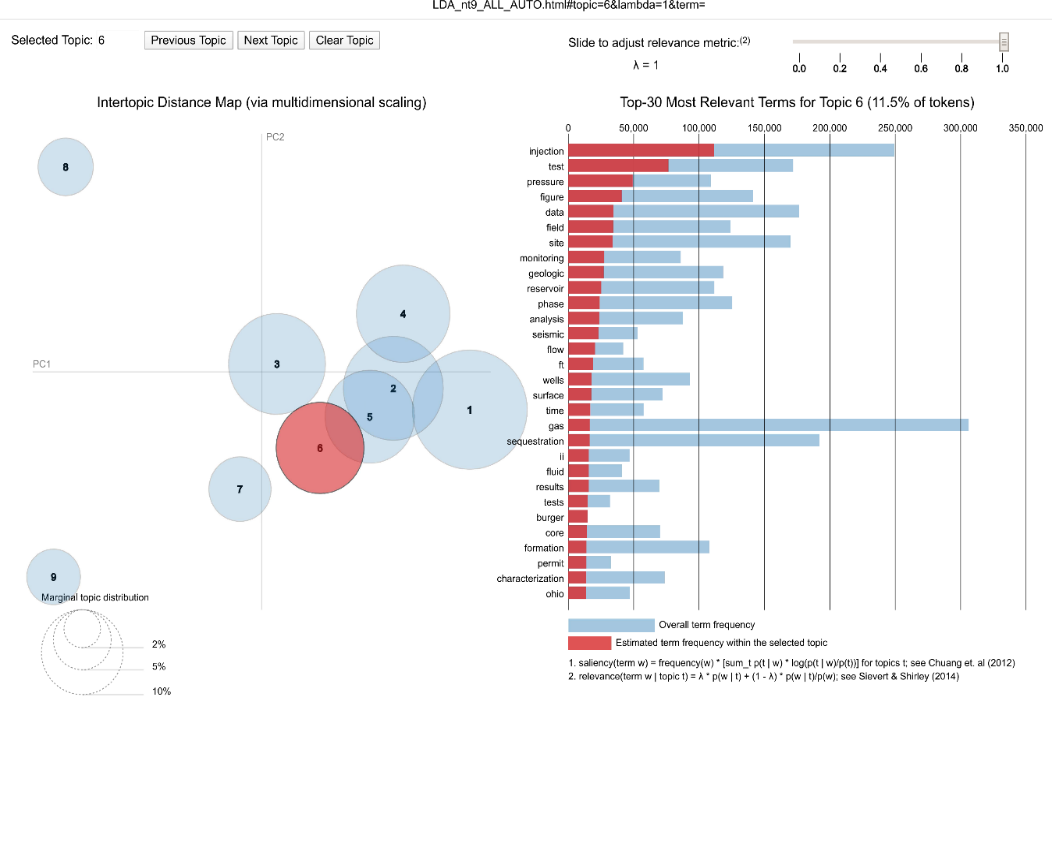 LDA_nt9_ALL_AUTO.html#topic=6&lambda=1&term=
Selected Topic: 6
Previous Topic
Next Topic
Clear Topic
Slide to adjust relevance metric:(2)
λ = 1
0.0 0.2 0.4 0.6 0.8 1.0
Intertopic Distance Map (via multidimensional scaling)
PC2
PC1
8
4
3
2
1
5
6
7
9
Marginal topic distribution
2%
5%
10%
Top-30 Most Relevant Terms for Topic 6 (11.5% of tokens)
0 50,000 100,000 150,000 200,000 250,000 300,000 350,000
injection
test
pressure
figure
data
field
site
monitoring
geologic
reservoir
phase
analysis
seismic
flow
ft
wells
surface
time
gas
sequestration
ii
fluid
results
tests
burger
core
formation
permit
characterization
ohio
Overall term frequency
Estimated term frequency within the selected topic
1. saliency(term w) = frequency(w) * [sum_t p(t | w) * log(p(t | w)/p(t))] for topics t; see Chuang et. al (2012)
2. relevance(term w | topic t) = λ * p(w | t) + (1 - λ) * p(w | t)/p(w); see Sievert & Shirley (2014)